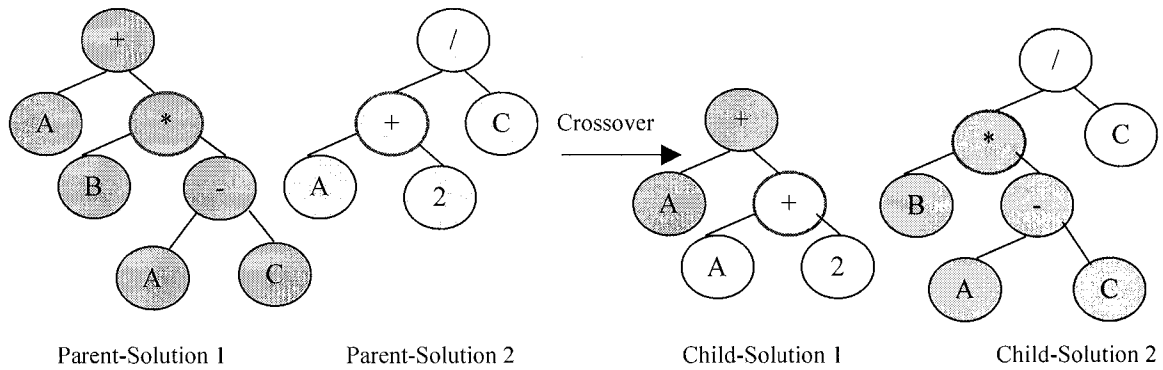 +
A
*
B
-
A
C
Parent-Solution 1
/
+
C
A
2
Parent-Solution 2
Crossover
+
A
+
A
2
Child-Solution 1
/
*
C
B
-
A
C
Child-Solution 2